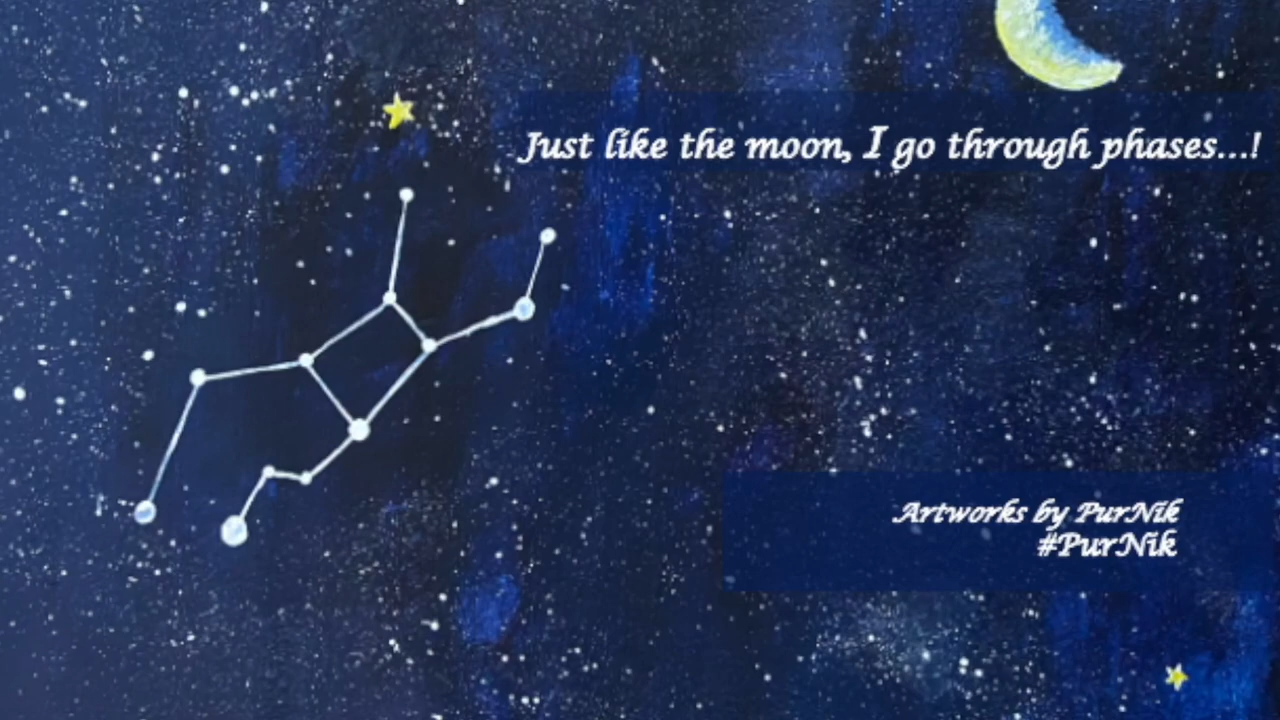 Just like the moon, I go through phases...!
Artworks by PurNik
#PurNik